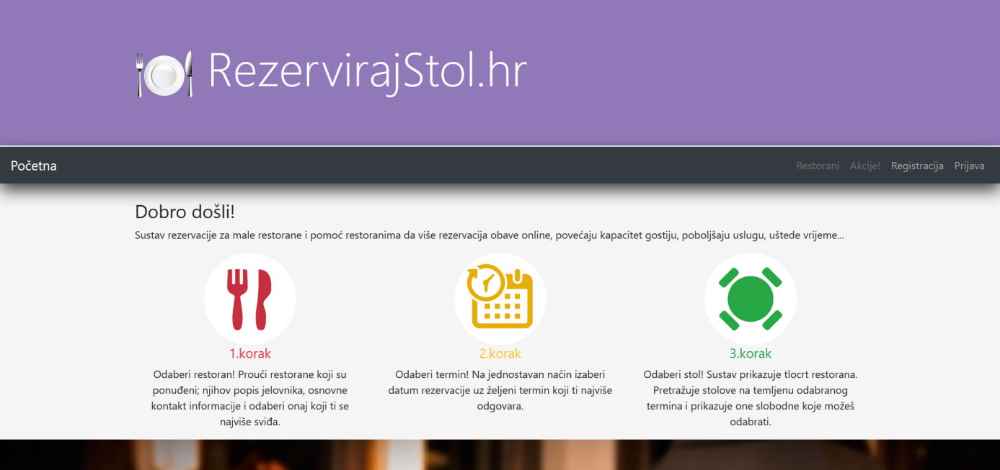 RezervirajStol.hr
Početna
Restorani Akcije! Registracija Prijava
Dobro došli!
Sustav rezervacije za male restorane i pomoć restoranima da više rezervacija obave online, povećaju kapacitet gostiju, poboljšaju uslugu, uštede vrijeme...
1.korak
Odaberi restoran! Prouči restorane koji su
ponuđeni; njihov popis jelovnika, osnovne
kontakt informacije i odaberi onaj koji ti se
najviše sviđa.
2.korak
Odaberi termin! Na jednostavan način izaberi
datum rezervacije uz željeni termin koji ti najviše
odgovara.
3.korak
Odaberi stol! Sustav prikazuje tlocrt restorana.
Pretražuje stolove na temljenu odabranog
termina i prikazuje one slobodne koje možeš
odabrati.